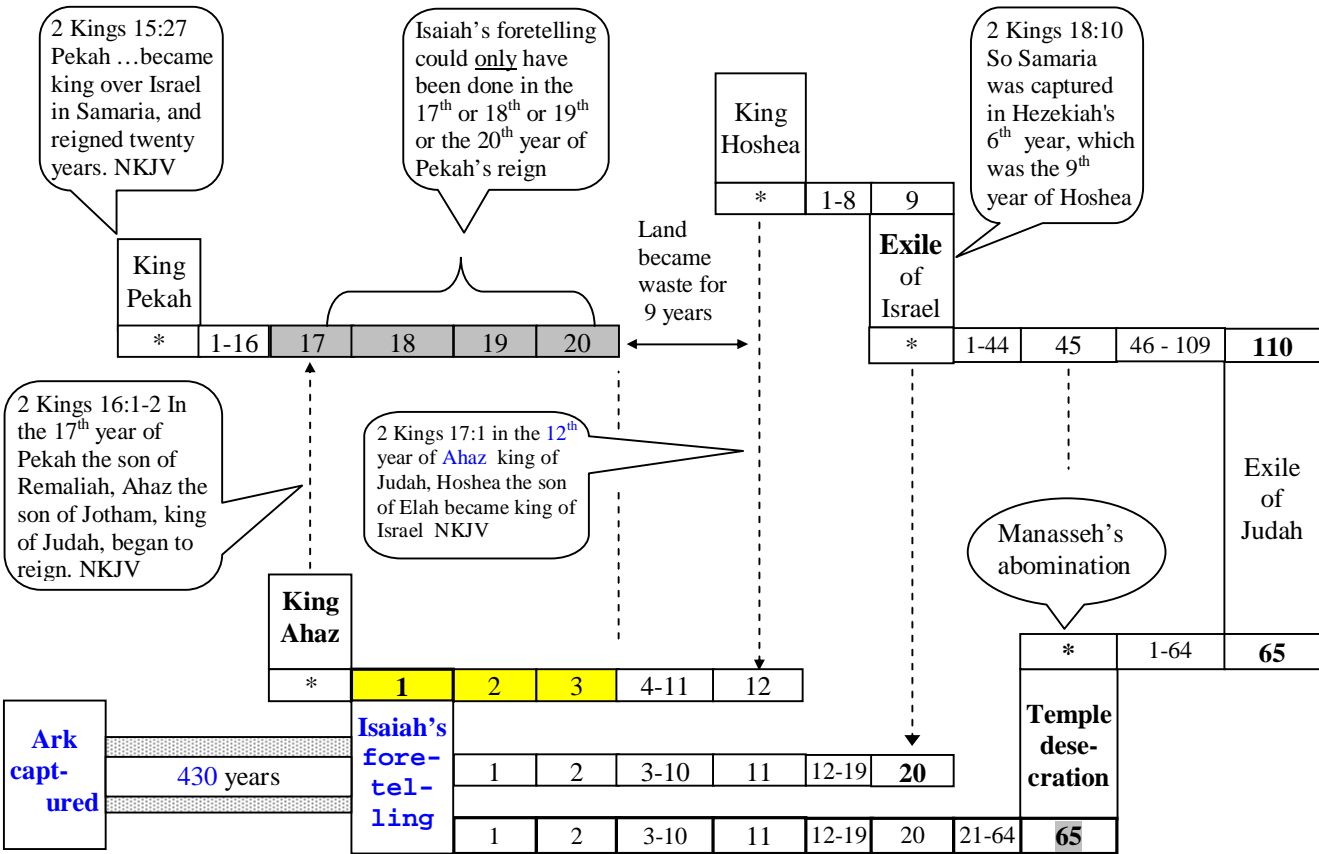 2 Kings 15:27
Pekah …became
king over Israel
in Samaria, and
reigned twenty
years. NKJV
Isaiah’s foretelling
could only have
been done in the
17th or 18th or 19th
or the 20th year of
Pekah’s reign
King
Hoshea
* 1-8 9
2 Kings 18:10
So Samaria
was captured
in Hezekiah's
6th year, which
was the 9th
year of Hoshea
King
Pekah
* 1-16 17 18 19 20
Land
became
waste for
9 years
Exile
of
Israel
* 1-44 45 46 - 109 110
2 Kings 16:1-2 In
the 17th year of
Pekah the son of
Remaliah, Ahaz the
son of Jotham, king
of Judah, began to
reign. NKJV
2 Kings 17:1 in the 12th
year of Ahaz king of
Judah, Hoshea the son
of Elah became king of
Israel NKJV
Exile
of
Judah
Manasseh’s
abomination
King
Ahaz
* 1 2 3 4-11 12
* 1-64 65
Ark
capt-
ured
430 years
Isaiah’s
fore-
tel-
ling
1 2 3-10 11 12-19 20
Temple
dese-
cration
1 2 3-10 11 12-19 20 21-64 65